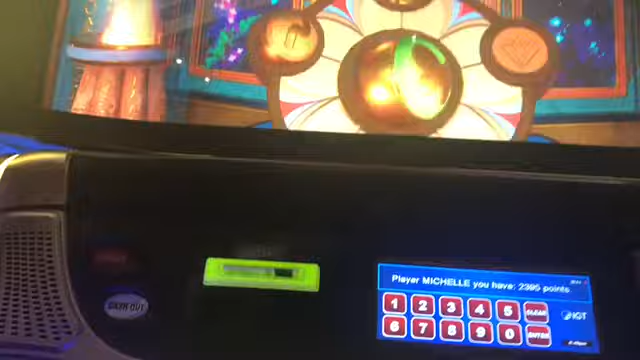 CASH OUT
Player MICHELLE you have: 2395 points.
1 2 3 4 5 CLEAR
IGT
6 7 8 9 0 ENTER